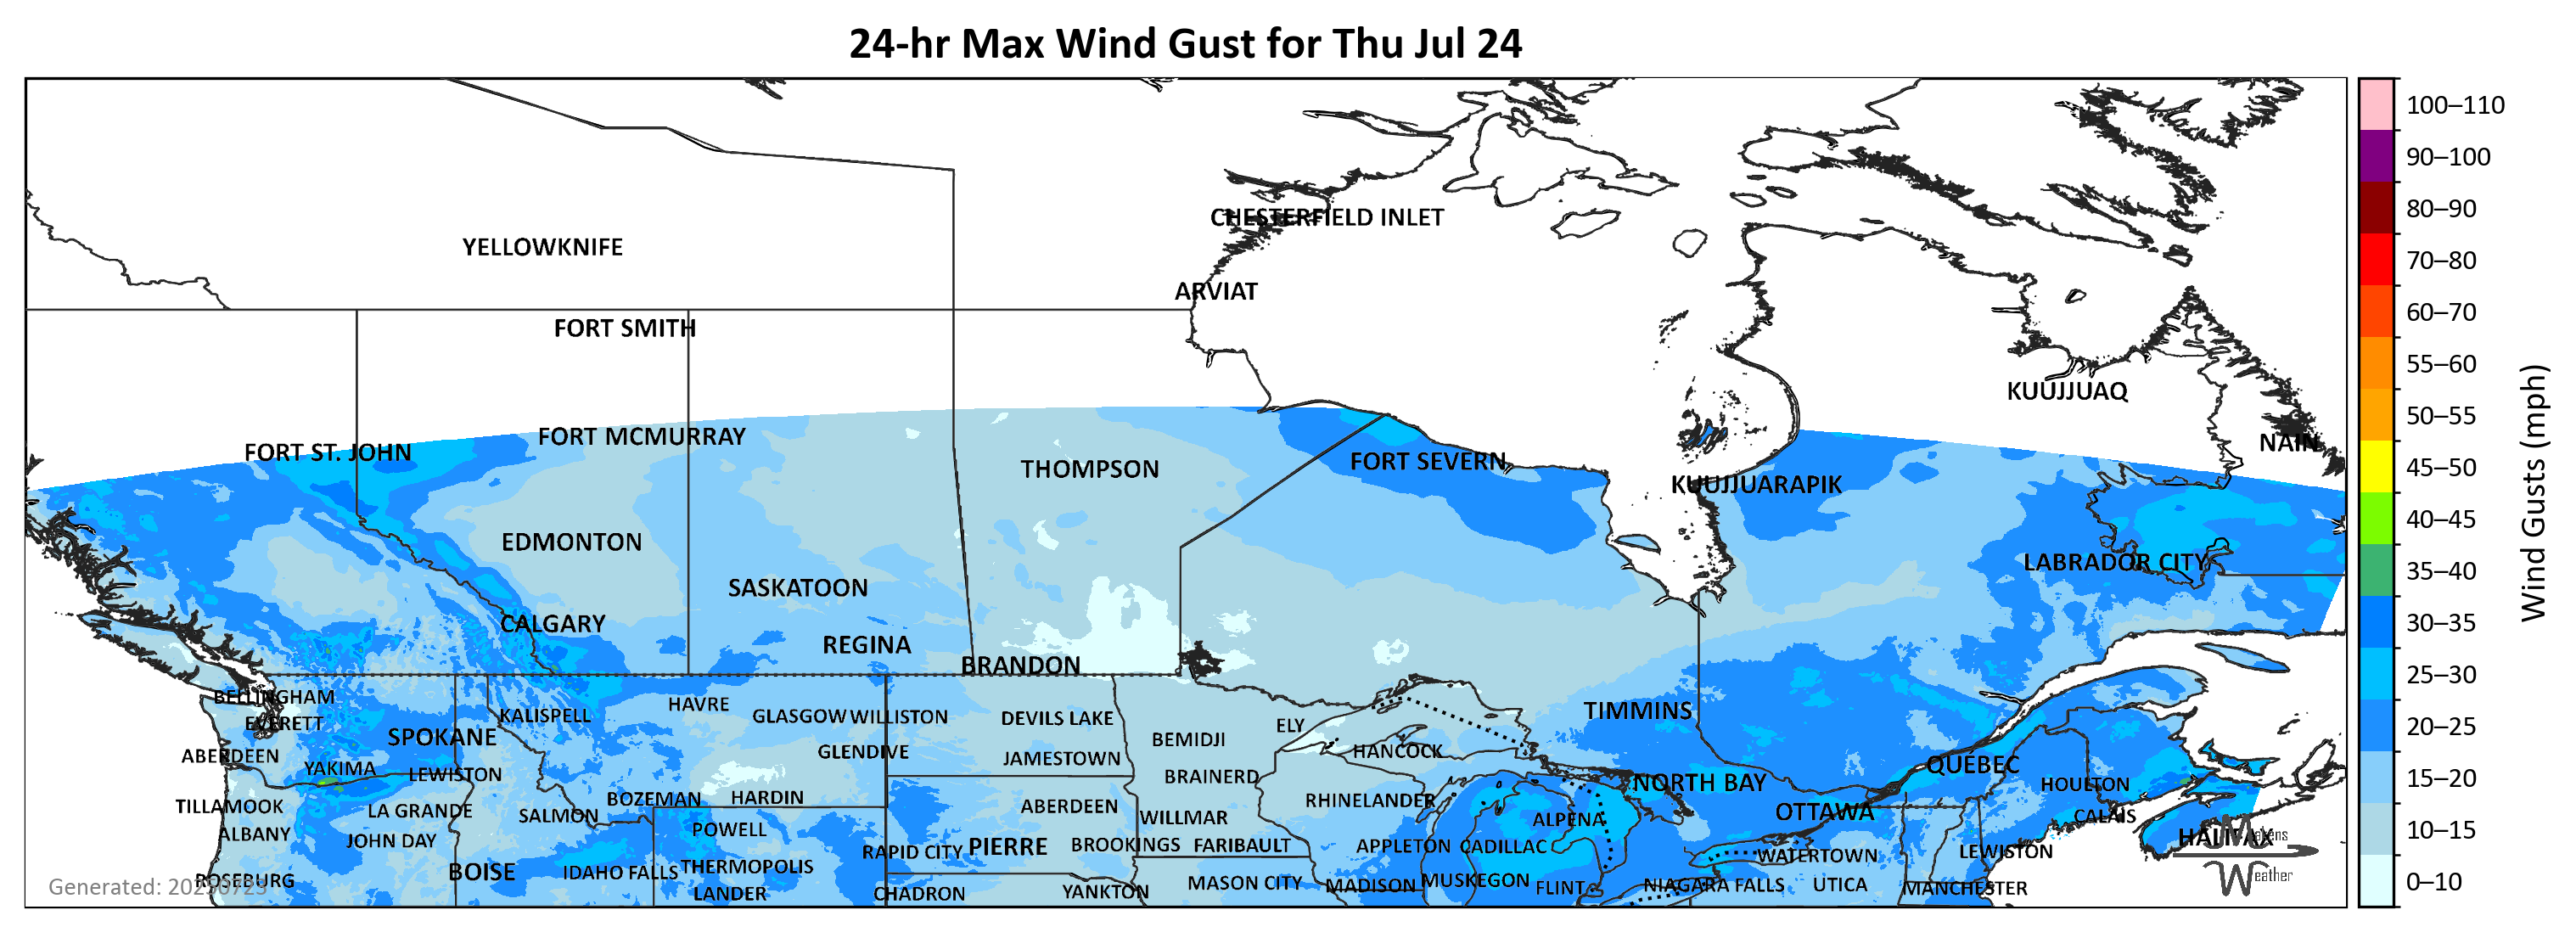 24-hr Max Wind Gust for Thu Jul 24
CHESTERFIELD INLET
YELLOWKNIFE
ARVIAT
FORT SMITH
KUUJJUAQ
FORT MCMURRAY
NAIN
FORT ST. JOHN
FORT SEVERN
THOMPSON
KUUJJUARAPIK
EDMONTON
LABRADOR CITY
SASKATOON
CALGARY
REGINA
BRANDON
BELLINGHAM
HAVRE
TIMMINS
KALISPELL
GLASGOW WILLISTON
DEVILS LAKE
EVERETT
ELY
SPOKANE
BEMIDJI
GLENDIVE
HANCOCK
ABERDEEN
JAMESTOWN
QUÉBEC
YAKIMA
LEWISTON
BRAINERD
NORTH BAY
HOULTON
BOZEMAN
HARDIN
RHINELANDER
TILLAMOOK
ABERDEEN
LA GRANDE
OTTAWA
SALMON
CALAIS
WILLMAR
ALPENA
POWELL
ALBANY
HALIFAX
JOHN DAY
BROOKINGS
FARIBAULT
APPLETON
CADILLAC
PIERRE
RAPID CITY
LEWISTON
WATERTOWN
THERMOPOLIS
BOISE
IDAHO FALLS
MUSKEGON
ROSEBURG
MASON CITY
MADISON
NIAGARA FALLS
UTICA
FLINT
MANCHESTER
YANKTON
LANDER
CHADRON
Generated: 20250723
Makens
Weather
100–110
90–100
80–90
70–80
60–70
55–60
50–55
45–50
40–45
35–40
30–35
25–30
20–25
15–20
10–15
0–10
Wind Gusts (mph)